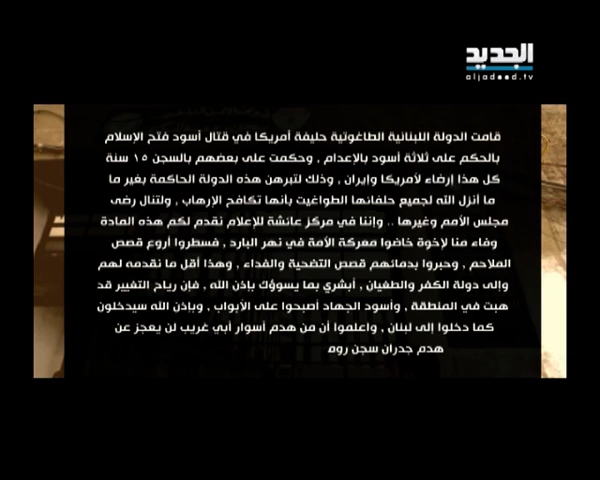 الجديد
aljadeed.tv
قامت الدولة اللبنانية الطاغوتية حليفة أمريكا في قتال أسود فتح الإسلام
بالحكم على ثلاثة أسود بالإعدام , وحكمت على بعضهم بالسجن ١٥ سنة
كل هذا إرضاء لأمريكا وإيران , وذلك لتبرهن هذه الدولة الحاكمة بغير ما
أنزل الله لجميع حلفائها الطواغيت بأنها تكافح الإرهاب , ولتنال رضى
مجلس الأمم وغيرها .. وإننا في مركز عائشة للإعلام نقدم لكم هذه المادة
وفاء منا لإخوة خاضوا معركة الأمة في نهر البارد , فسطروا أروع قصص
الملاحم , وحبروا بدمائهم قصص التضحية والفداء , وهذا أقل ما نقدمه لهم
وإلى دولة الكفر والطغيان , أبشري بما يسوؤك بإذن الله , فإن رياح التغيير قد
هبت في المنطقة , وأسود الجهاد أصبحوا على الأبواب , وبإذن الله سيدخلون
كما دخلوا إلى لبنان , واعلموا أن من هدم أسوار أبي غريب لن يعجز عن
هدم جدران سجن روم